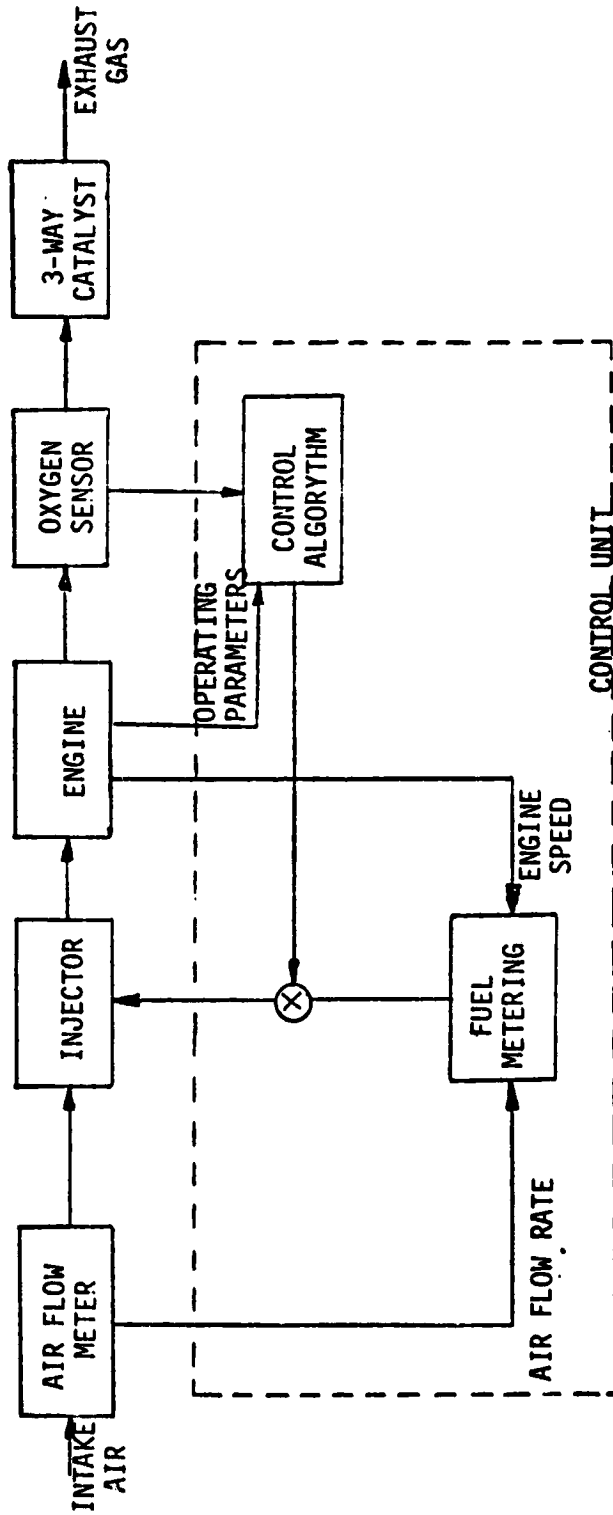 INTAKE
AIR
AIR FLOW
METER
INJECTOR
ENGINE
OXYGEN
SENSOR
3-WAY
CATALYST
EXHAUST
GAS
OPERATING
PARAMETERS
CONTROL
ALGORYTHM
X
FUEL
METERING
ENGINE
SPEED
AIR FLOW RATE
CONTROL UNIT